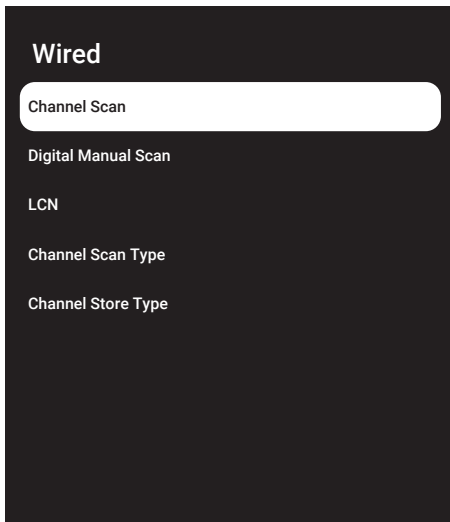 Wired
Channel Scan
Digital Manual Scan
LCN
Channel Scan Type
Channel Store Type